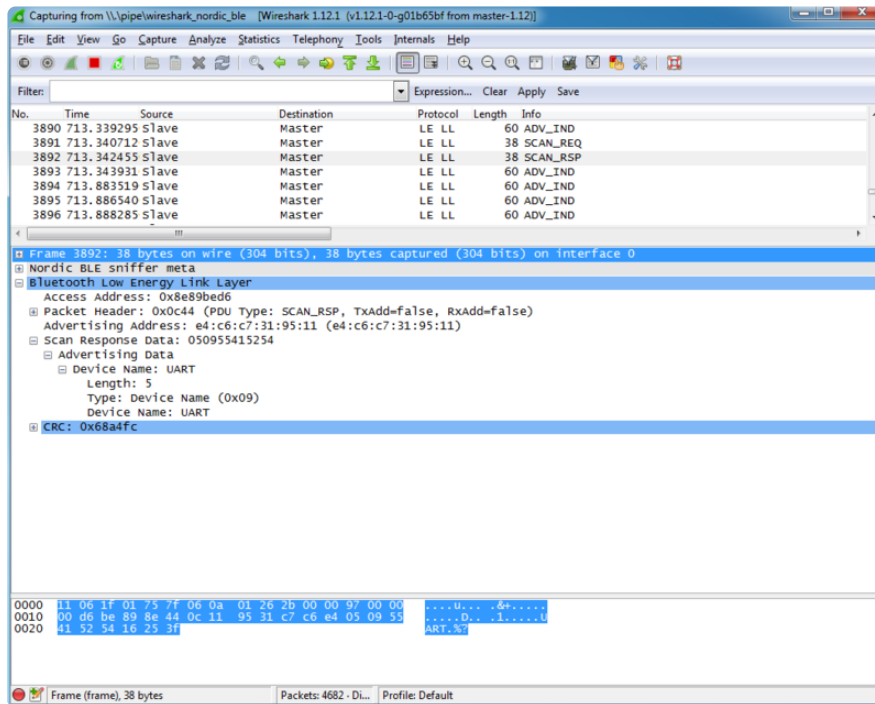 Capturing from \\.\pipe\wireshark_nordic_ble [Wireshark 1.12.1 (v1.12.1-0-g01b65bf from master-1.12)]
File Edit View Go Capture Analyze Statistics Telephony Tools Internals Help
Filter: Expression... Clear Apply Save
No. Time Source Destination Protocol Length Info
3890 713.339295 Slave Master LE LL 60 ADV_IND
3891 713.340712 Slave Master LE LL 38 SCAN_REQ
3892 713.342455 Slave Master LE LL 38 SCAN_RSP
3893 713.343931 Slave Master LE LL 60 ADV_IND
3894 713.883519 Slave Master LE LL 60 ADV_IND
3895 713.886540 Slave Master LE LL 60 ADV_IND
3896 713.888285 Slave Master LE LL 60 ADV_IND
Frame 3892: 38 bytes on wire (304 bits), 38 bytes captured (304 bits) on interface 0
Nordic BLE sniffer meta
Bluetooth Low Energy Link Layer
Access Address: 0x8e89bed6
Packet Header: 0x0c44 (PDU Type: SCAN_RSP, TxAdd=false, RxAdd=false)
Advertising Address: e4:c6:c7:31:95:11 (e4:c6:c7:31:95:11)
Scan Response Data: 050955415254
Advertising Data
Device Name: UART
Length: 5
Type: Device Name (0x09)
Device Name: UART
CRC: 0x68a4fc
0000 11 06 1f 01 75 7f 06 0a 01 26 2b 00 00 97 00 00 ....u... .&+.....
0010 00 d6 be 89 8e 44 0c 11 95 31 c7 c6 e4 05 09 55 .....D.. .1.....U
0020 41 52 54 16 25 3f ART.%?
Frame (frame), 38 bytes Packets: 4682 · Di... Profile: Default